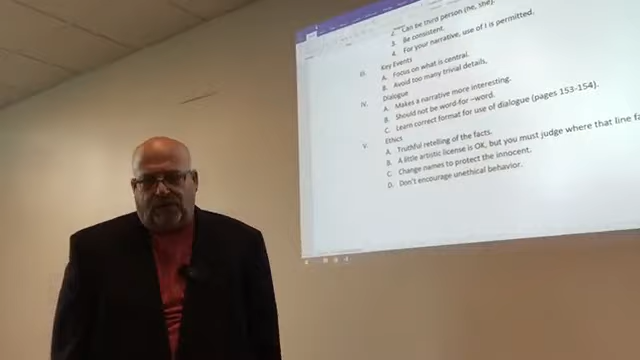 2. Can be third person (he, she).
3. Be consistent.
4. For your narrative, use of I is permitted.
III. Key Events
A. Focus on what is central.
B. Avoid too many trivial details.
IV. Dialogue
A. Makes a narrative more interesting.
B. Should not be word-for –word.
C. Learn correct format for use of dialogue (pages 153-154).
V. Ethics
A. Truthful retelling of the facts.
B. A little artistic license is OK, but you must judge where that line
C. Change names to protect the innocent.
D. Don't encourage unethical behavior.